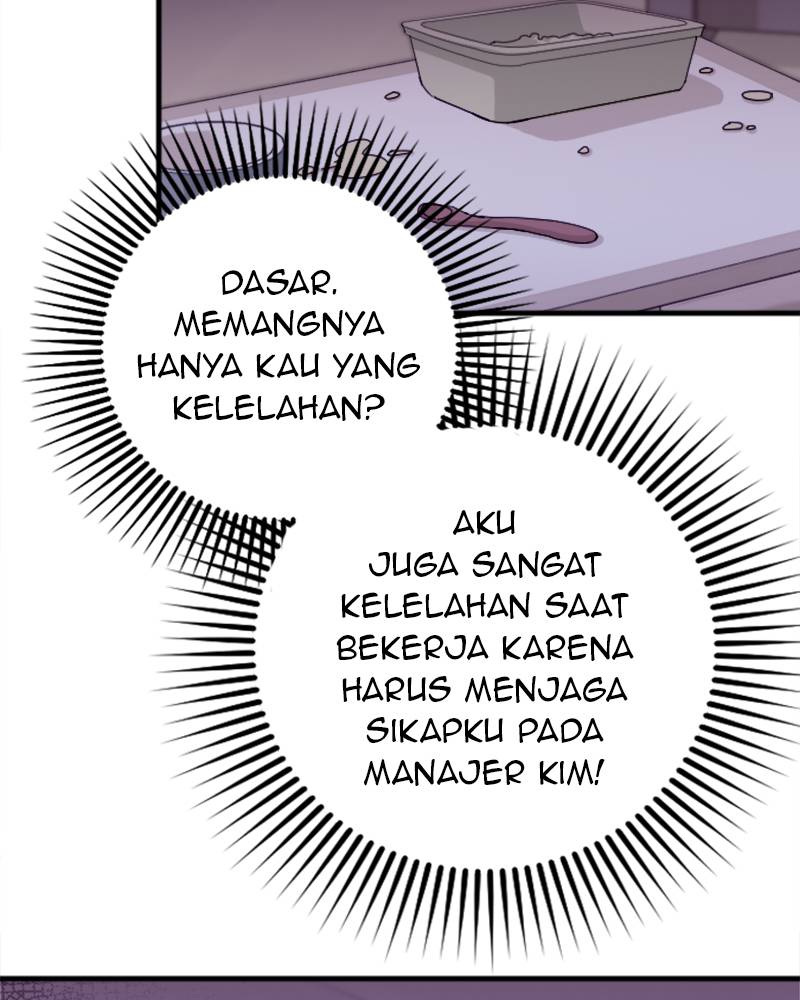 DASAR,
MEMANGNYA
HANYA KAU YANG
KELELAHAN?
AKU
JUGA SANGAT
KELELAHAN SAAT
BEKERJA KARENA
HARUS MENJAGA
SIKAPKU PADA
MANAJER KIM!